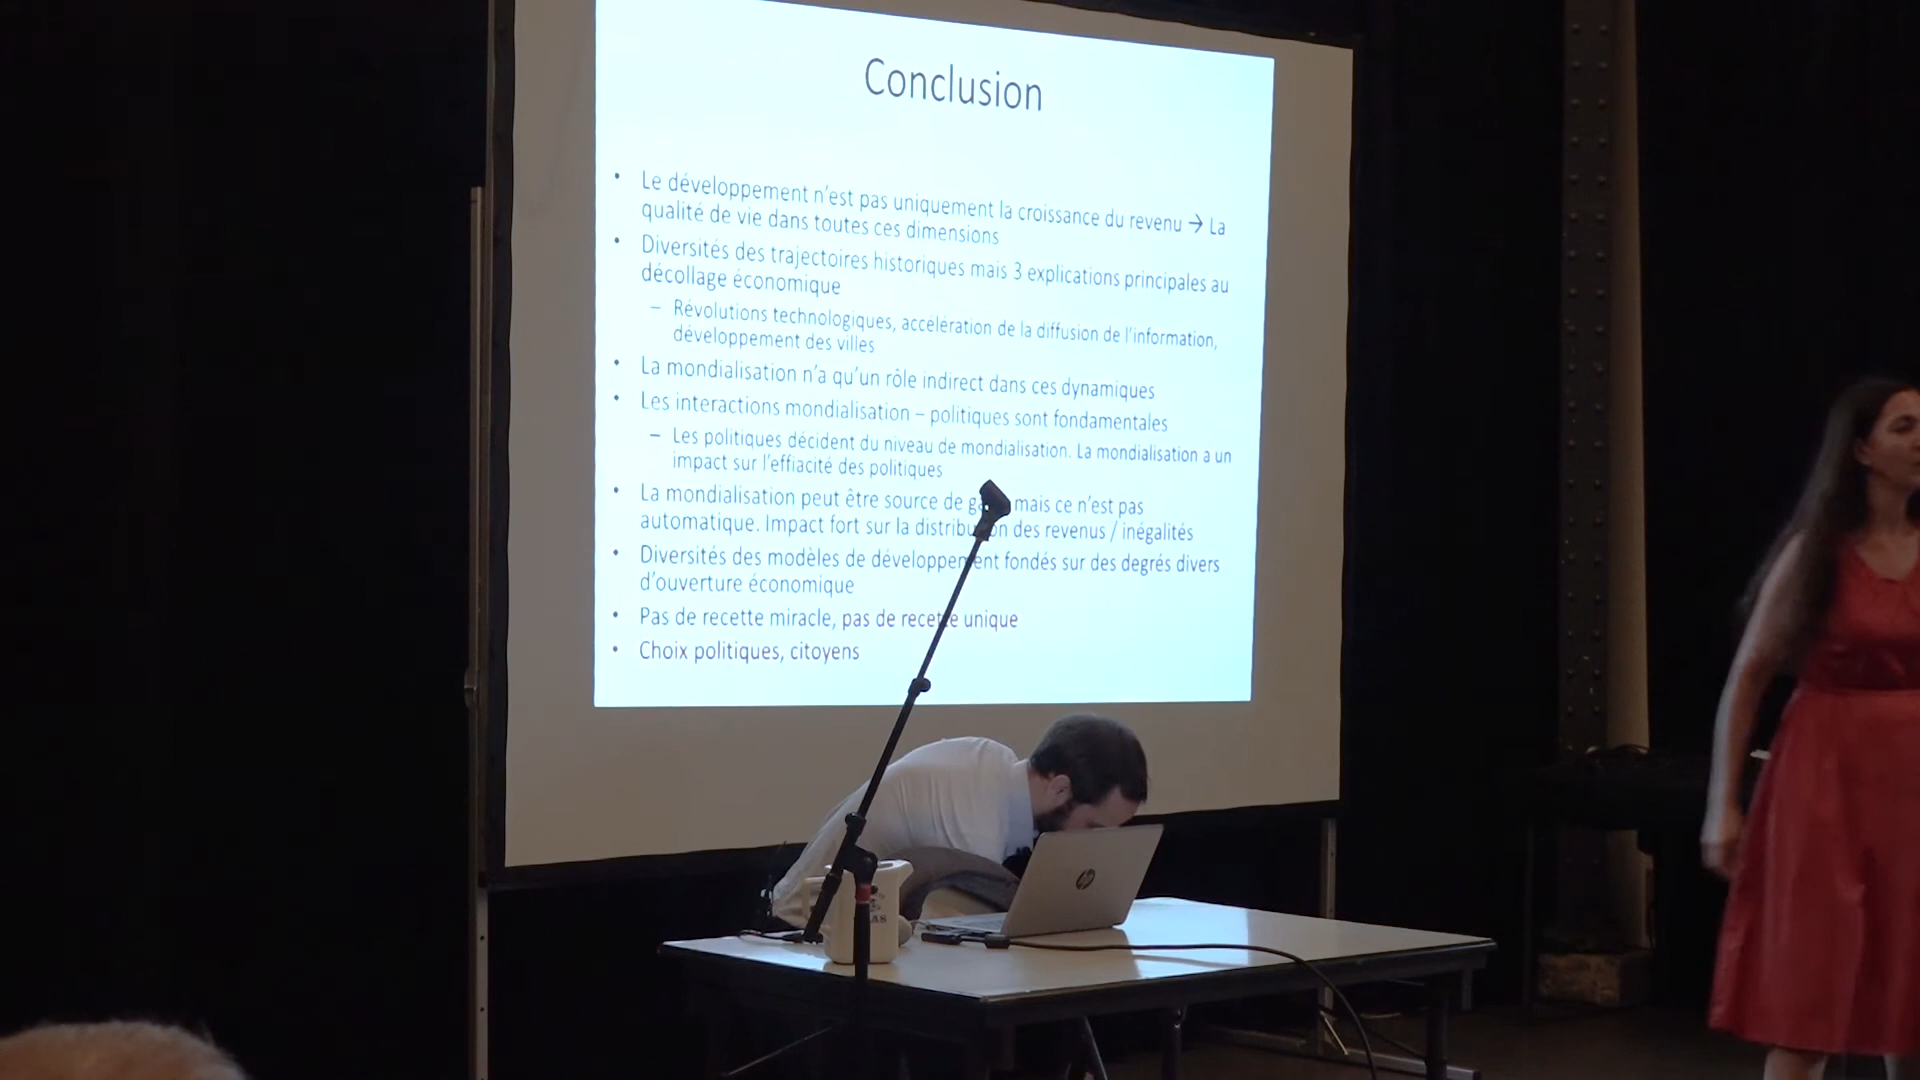 Conclusion
• Le développement n'est pas uniquement la croissance du revenu → La
qualité de vie dans toutes ces dimensions
• Diversités des trajectoires historiques mais 3 explications principales au
décollage économique
– Révolutions technologiques, accélération de la diffusion de l'information,
développement des villes
• La mondialisation n'a qu'un rôle indirect dans ces dynamiques
• Les interactions mondialisation – politiques sont fondamentales
– Les politiques décident du niveau de mondialisation. La mondialisation a un
impact sur l'effiacité des politiques
• La mondialisation peut être source de mais ce n'est pas
automatique. Impact fort sur la distribution des revenus / inégalités
• Diversités des modèles de développement fondés sur des degrés divers
d'ouverture économique
• Pas de recette miracle, pas de recette unique
• Choix politiques, citoyens
hp